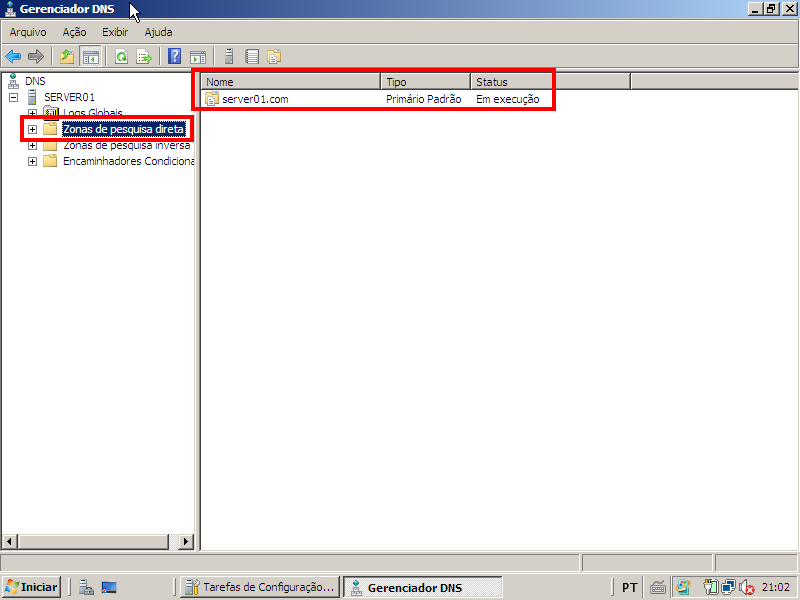 Gerenciador DNS
Arquivo Ação Exibir Ajuda
DNS
SERVER01
Logs Globais
Zonas de pesquisa direta
Zonas de pesquisa inversa
Encaminhadores Condiciona
Nome Tipo Status
server01.com Primário Padrão Em execução
Iniciar Tarefas de Configuração... Gerenciador DNS PT 21:02